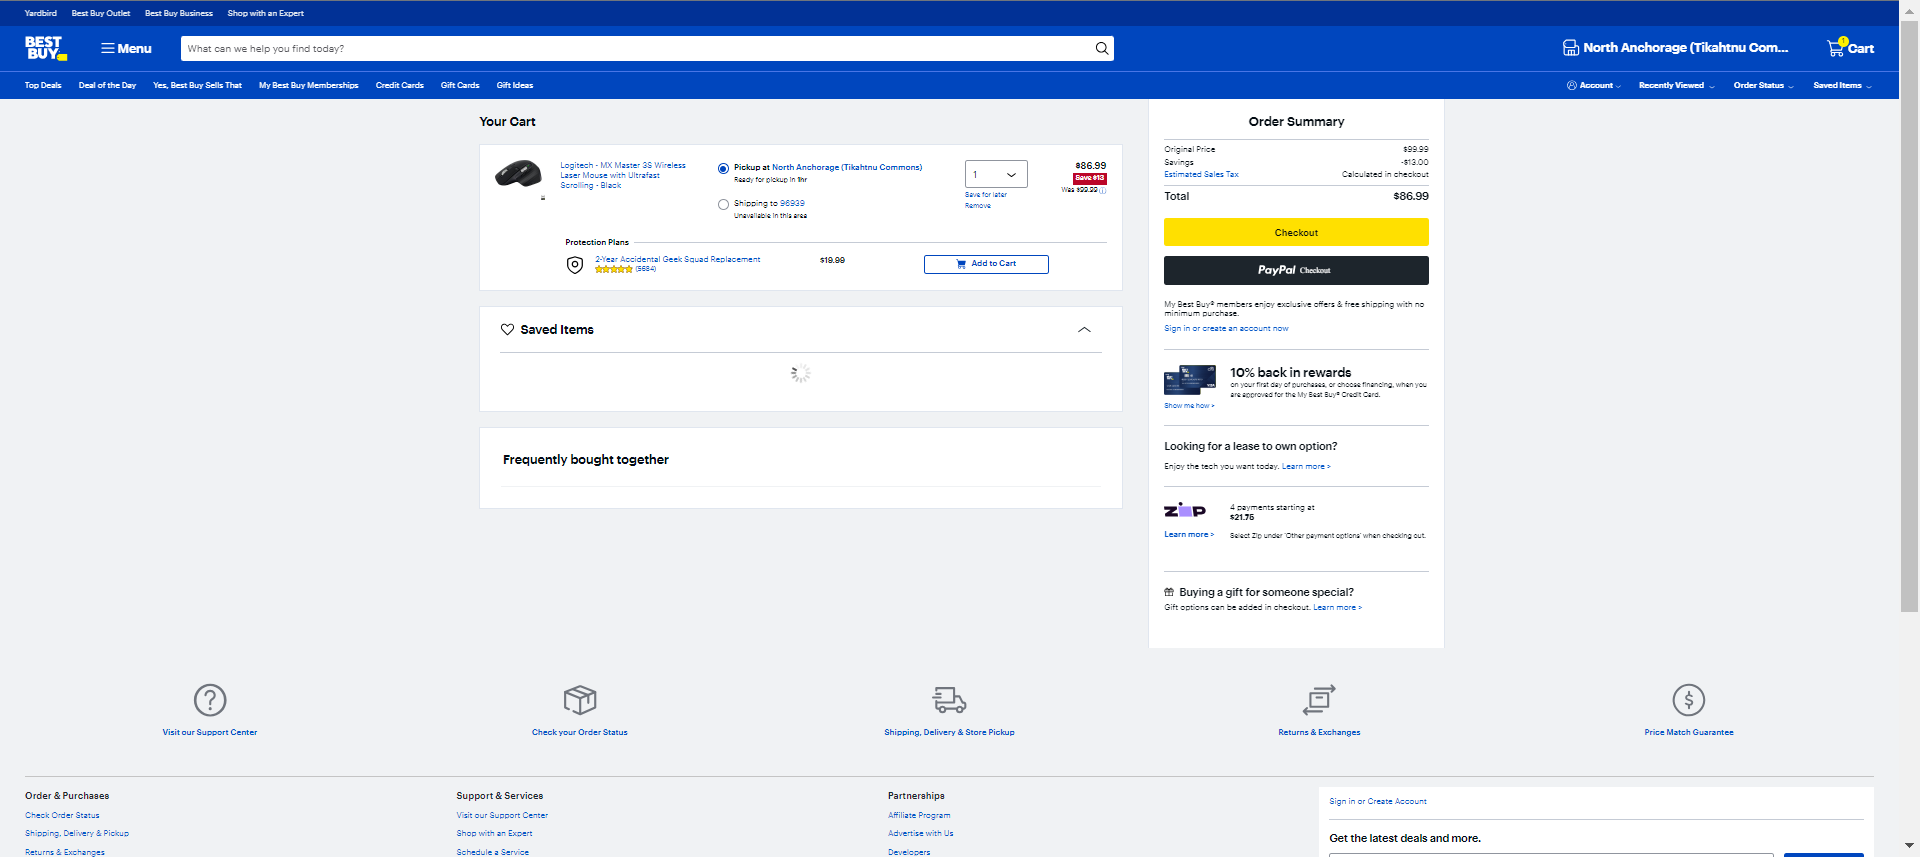 Yardbird Best Buy Outlet Best Buy Business Shop with an Expert
BEST BUY
Menu
What can we help you find today?
North Anchorage (Tikahtnu Com...
1
Cart
Top Deals Deal of the Day Yes, Best Buy Sells That My Best Buy Memberships Credit Cards Gift Cards Gift Ideas
Account Recently Viewed Order Status Saved Items
Your Cart
Logitech - MX Master 3S Wireless
Laser Mouse with Ultrafast
Scrolling - Black
Pickup at North Anchorage (Tikahtnu Commons)
Ready for pickup in 1hr
Shipping to 96939
Unavailable in this area
1
Save for later
Remove
$86.99
Save $13
Was $99.99
Protection Plans
2-Year Accidental Geek Squad Replacement
(5684)
$19.99
Add to Cart
Saved Items
Frequently bought together
Order Summary
Original Price $99.99
Savings -$13.00
Estimated Sales Tax Calculated in checkout
Total $86.99
Checkout
PayPal Checkout
My Best Buy® members enjoy exclusive offers & free shipping with no
minimum purchase.
Sign in or create an account now
10% back in rewards
on your first day of purchases, or choose financing, when you
are approved for the My Best Buy® Credit Card.
Show me how >
Looking for a lease to own option?
Enjoy the tech you want today. Learn more >
ZIP
4 payments starting at
$21.75
Learn more >
Select Zip under 'Other payment options' when checking out.
Buying a gift for someone special?
Gift options can be added in checkout. Learn more >
Visit our Support Center
Check your Order Status
Shipping, Delivery & Store Pickup
Returns & Exchanges
Price Match Guarantee
Order & Purchases
Check Order Status
Shipping, Delivery & Pickup
Returns & Exchanges
Support & Services
Visit our Support Center
Shop with an Expert
Schedule a Service
Partnerships
Affiliate Program
Advertise with Us
Developers
Sign in or Create Account
Get the latest deals and more.